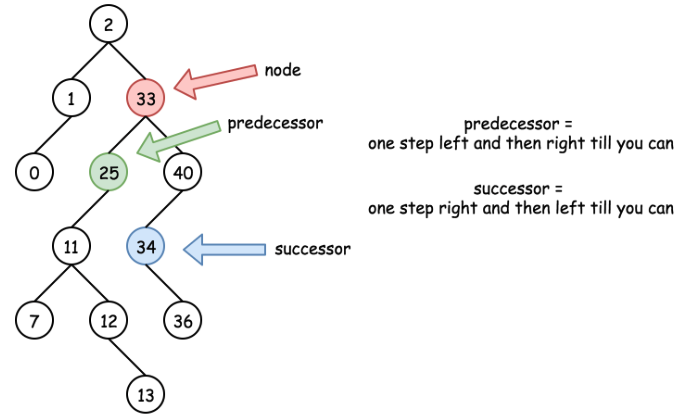 2
node
1
33
predecessor
predecessor =
one step left and then right till you can
0
25
40
successor =
one step right and then left till you can
11
34
successor
7
12
36
13